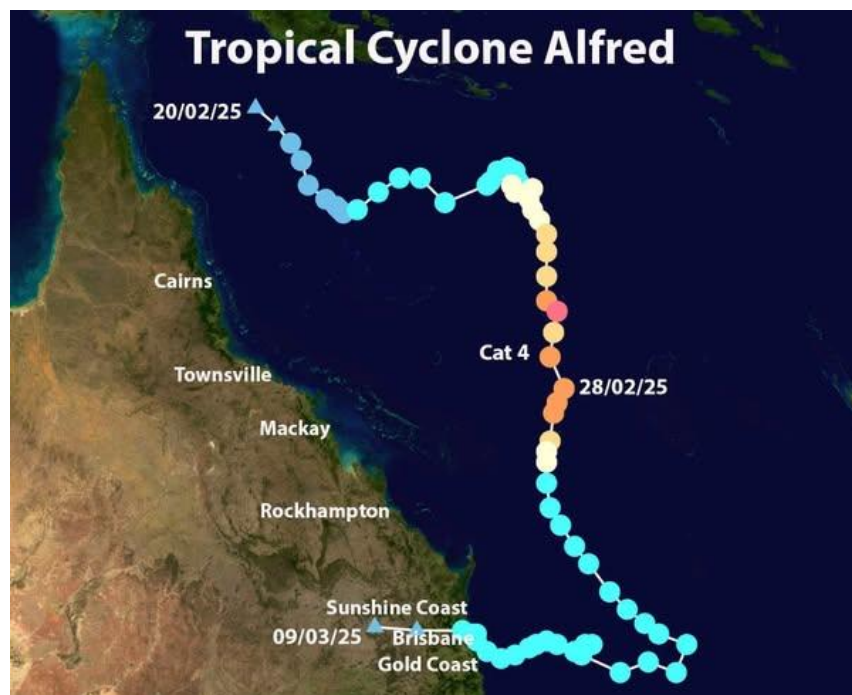 Tropical Cyclone Alfred
20/02/25
Cairns
Cat 4
Townsville
28/02/25
Mackay
Rockhampton
Sunshine Coast
09/03/25
Brisbane
Gold Coast